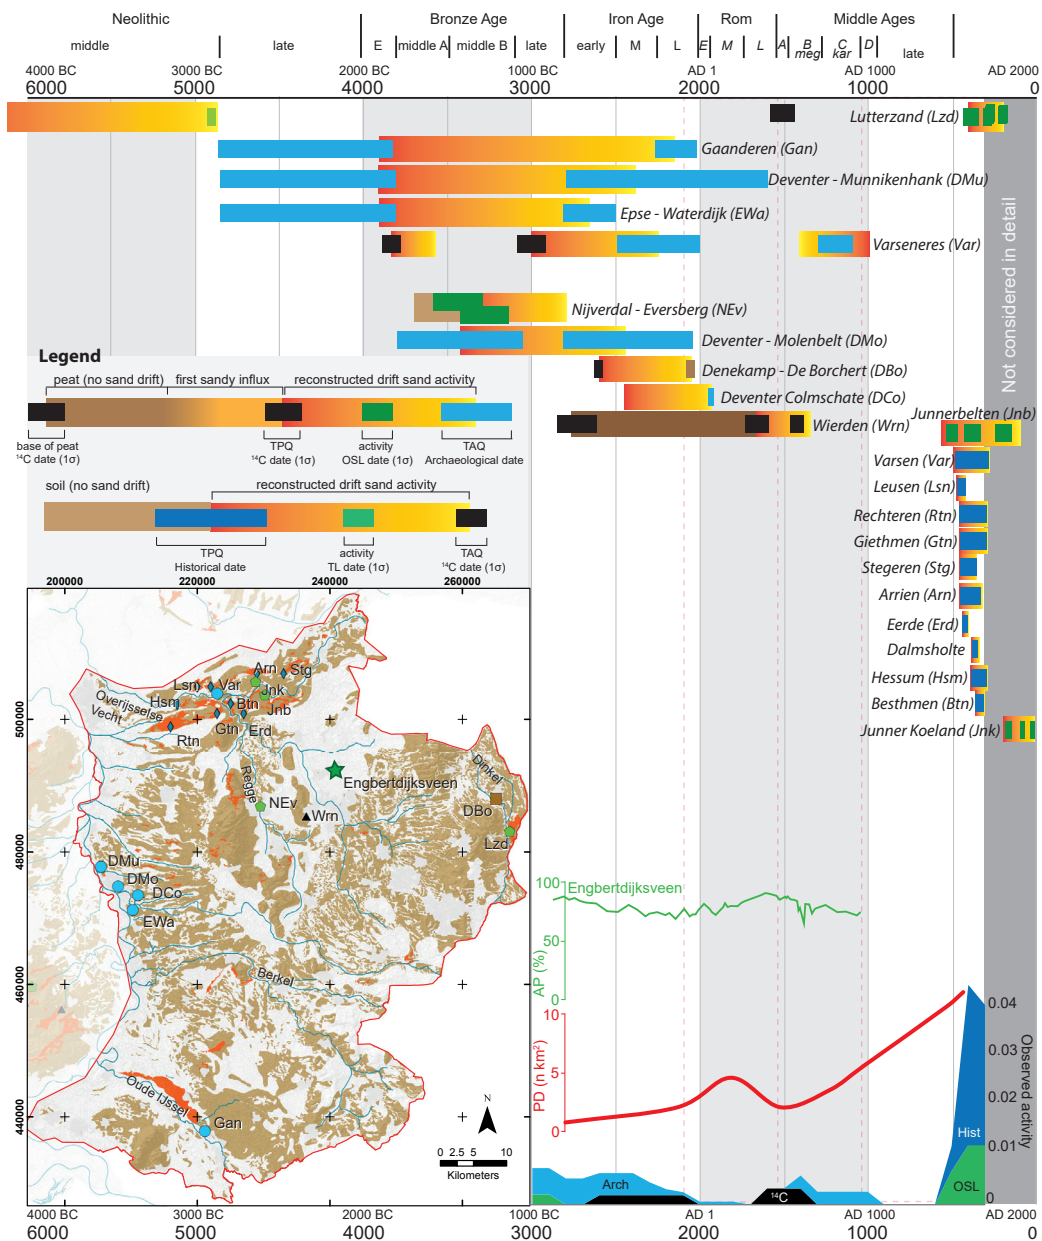 Neolithic Bronze Age Iron Age Rom Middle Ages
middle late E middle A middle B late early M L E M L A B C D late
meg kar
4000 BC 3000 BC 2000 BC 1000 BC AD 1 AD 1000 AD 2000
6000 5000 4000 3000 2000 1000 0
Lutterzand (Lzd)
Gaanderen (Gan)
Deventer - Munnikenhank (DMu)
Epse - Waterdijk (EWa)
Varseneres (Var)
Not considered in detail
Nijverdal - Eversberg (NEv)
Deventer - Molenbelt (DMo)
Denekamp - De Borchert (DBo)
Deventer Colmschate (DCo)
Junnerbelten (Jnb)
Wierden (Wrn)
Varsen (Var)
Leusen (Lsn)
Rechteren (Rtn)
Giethmen (Gtn)
Stegeren (Stg)
Arrien (Arn)
Eerde (Erd)
Dalmsholte
Hessum (Hsm)
Besthmen (Btn)
Junner Koeland (Jnk)
Legend
peat (no sand drift) first sandy influx reconstructed drift sand activity
base of peat TPQ activity TAQ
14C date (1σ) 14C date (1σ) OSL date (1σ) Archaeological date
soil (no sand drift) reconstructed drift sand activity
TPQ activity TAQ
Historical date TL date (1σ) 14C date (1σ)
200000 220000 240000 260000
500000
480000
460000
440000
Arn Stg
Lsn Var Jnk
Hsm Btn Jnb
Overijsselse
Vecht
Gtn Erd
Rtn
Regge
Engbertdijksveen
Dinkel
NEv
Wrn
DBo
Lzd
DMu
DMo
DCo
EWa
Berkel
Oude IJssel
Gan
N
0 2.5 5 10
Kilometers
100
50
0
AP (%)
Engbertdijksveen
10
5
0
PD (n km²)
0.04
0.03
0.02
0.01
0
Observed activity
Hist
OSL
Arch
14C
4000 BC 3000 BC 2000 BC 1000 BC AD 1 AD 1000 AD 2000
6000 5000 4000 3000 2000 1000 0